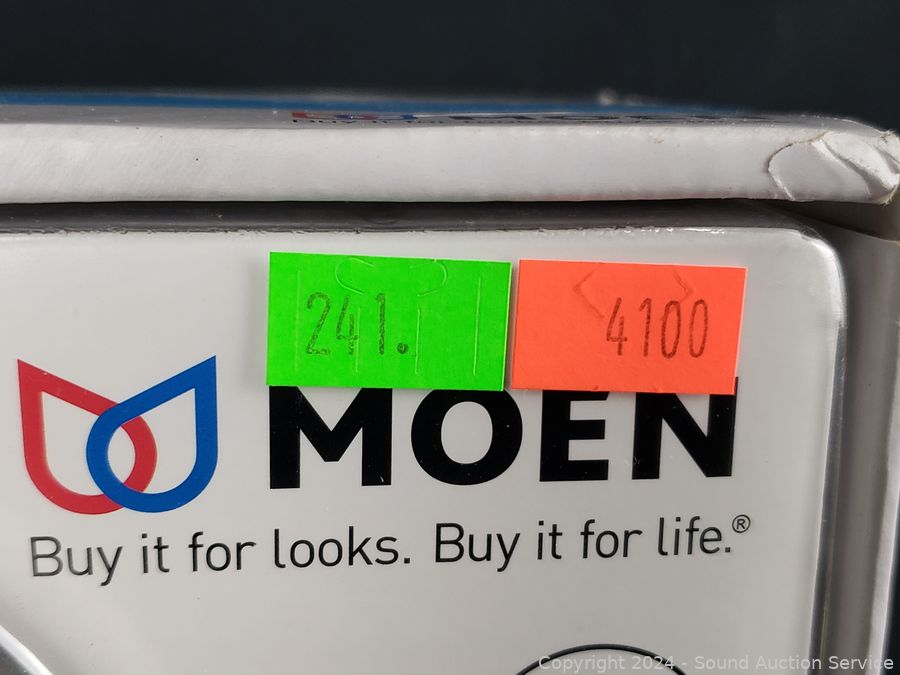 241.
4100
MOEN
Buy it for looks. Buy it for life.®
Copyright 2024 - Sound Auction Service